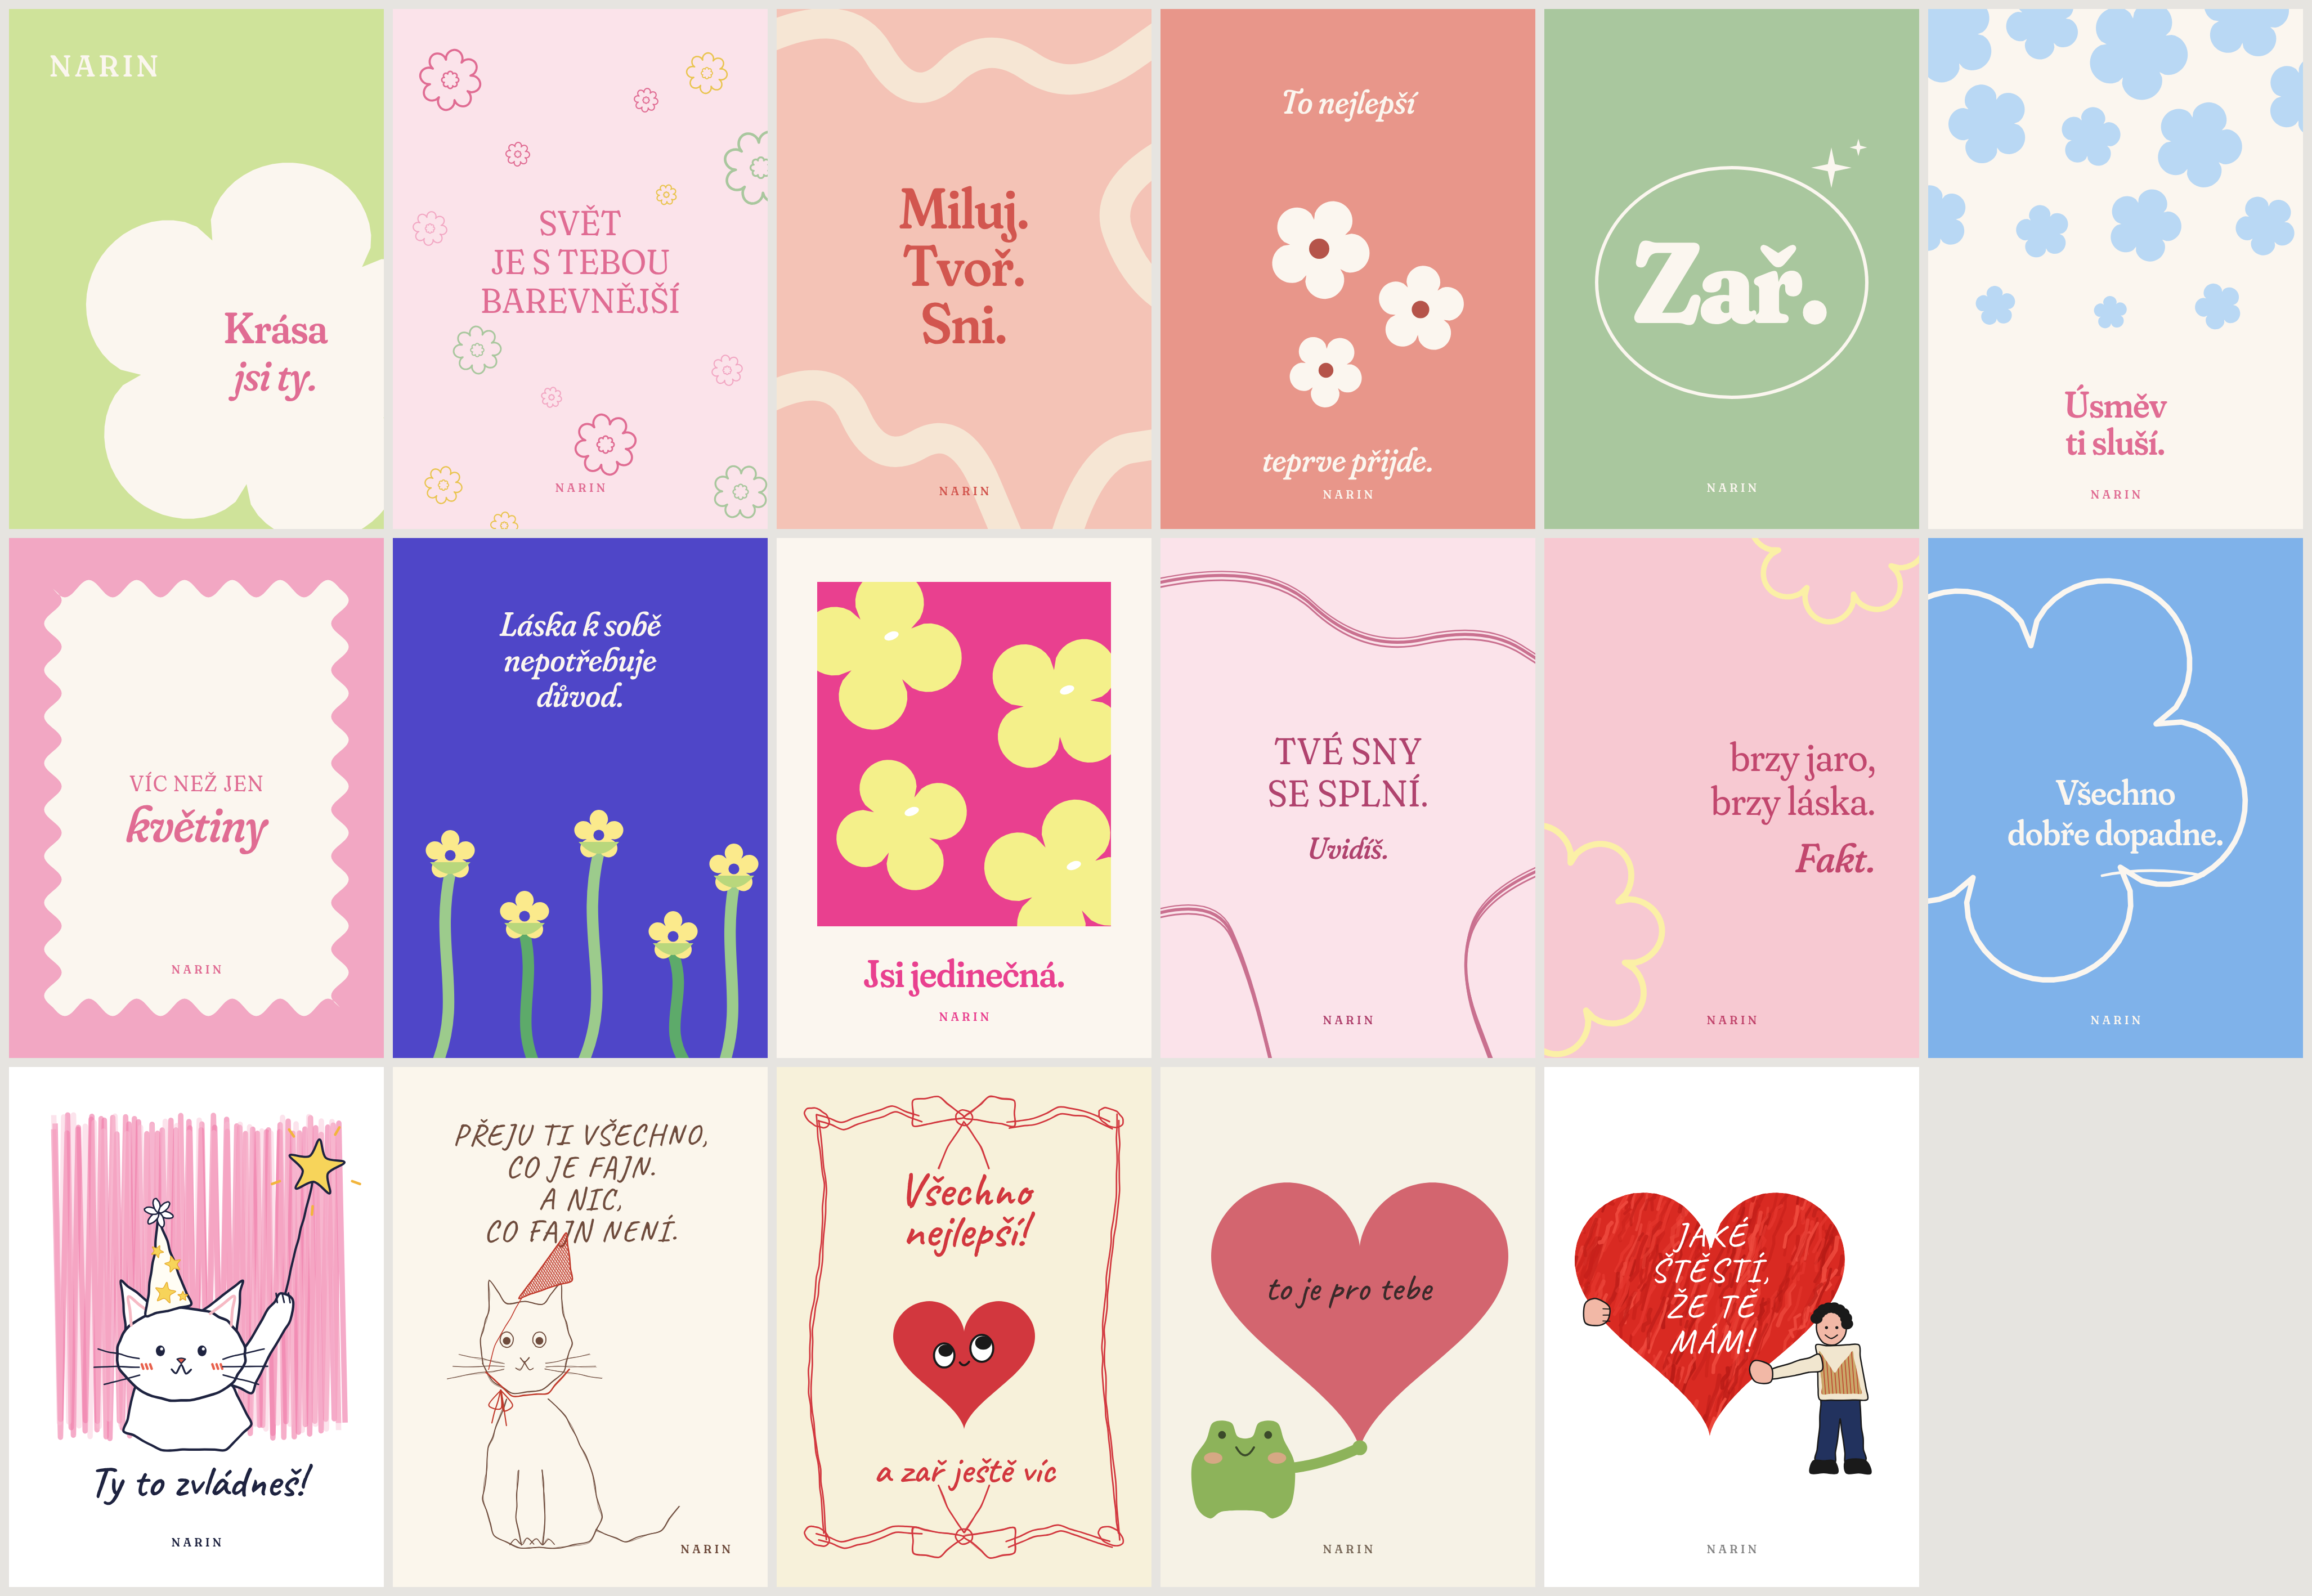 NARIN
Krása
jsi ty.
SVĚT
JE S TEBOU
BAREVNĚJŠÍ
NARIN
Miluj.
Tvoř.
Sni.
NARIN
To nejlepší
teprve přijde.
NARIN
Zař.
NARIN
Úsměv
ti sluší.
NARIN
VÍC NEŽ JEN
květiny
NARIN
Láska k sobě
nepotřebuje
důvod.
Jsi jedinečná.
NARIN
TVÉ SNY
SE SPLNÍ.
Uvidíš.
NARIN
brzy jaro,
brzy láska.
Fakt.
NARIN
Všechno
dobře dopadne.
NARIN
Ty to zvládneš!
NARIN
PŘEJU TI VŠECHNO,
CO JE FAJN.
A NIC,
CO FAJN NENÍ.
NARIN
Všechno
nejlepší!
a zař ještě víc
to je pro tebe
NARIN
JAKÉ
ŠTĚSTÍ,
ŽE TĚ
MÁM!
NARIN